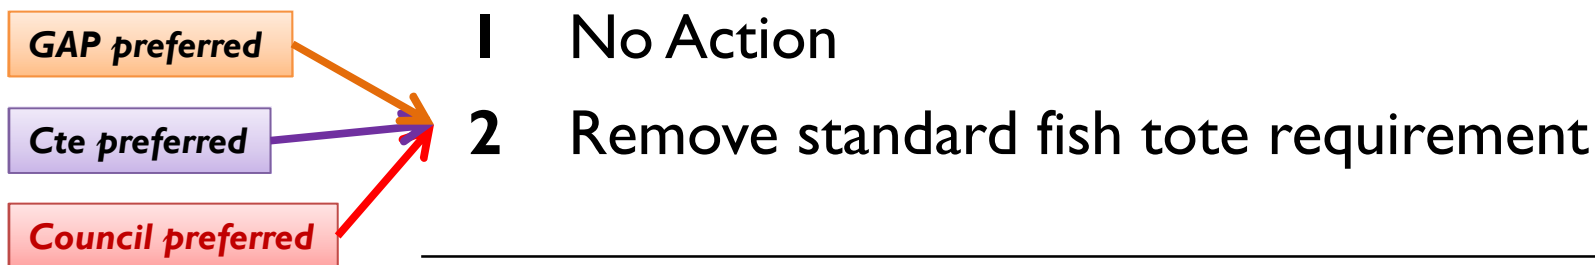 GAP preferred
1 No Action
Cte preferred
2 Remove standard fish tote requirement
Council preferred